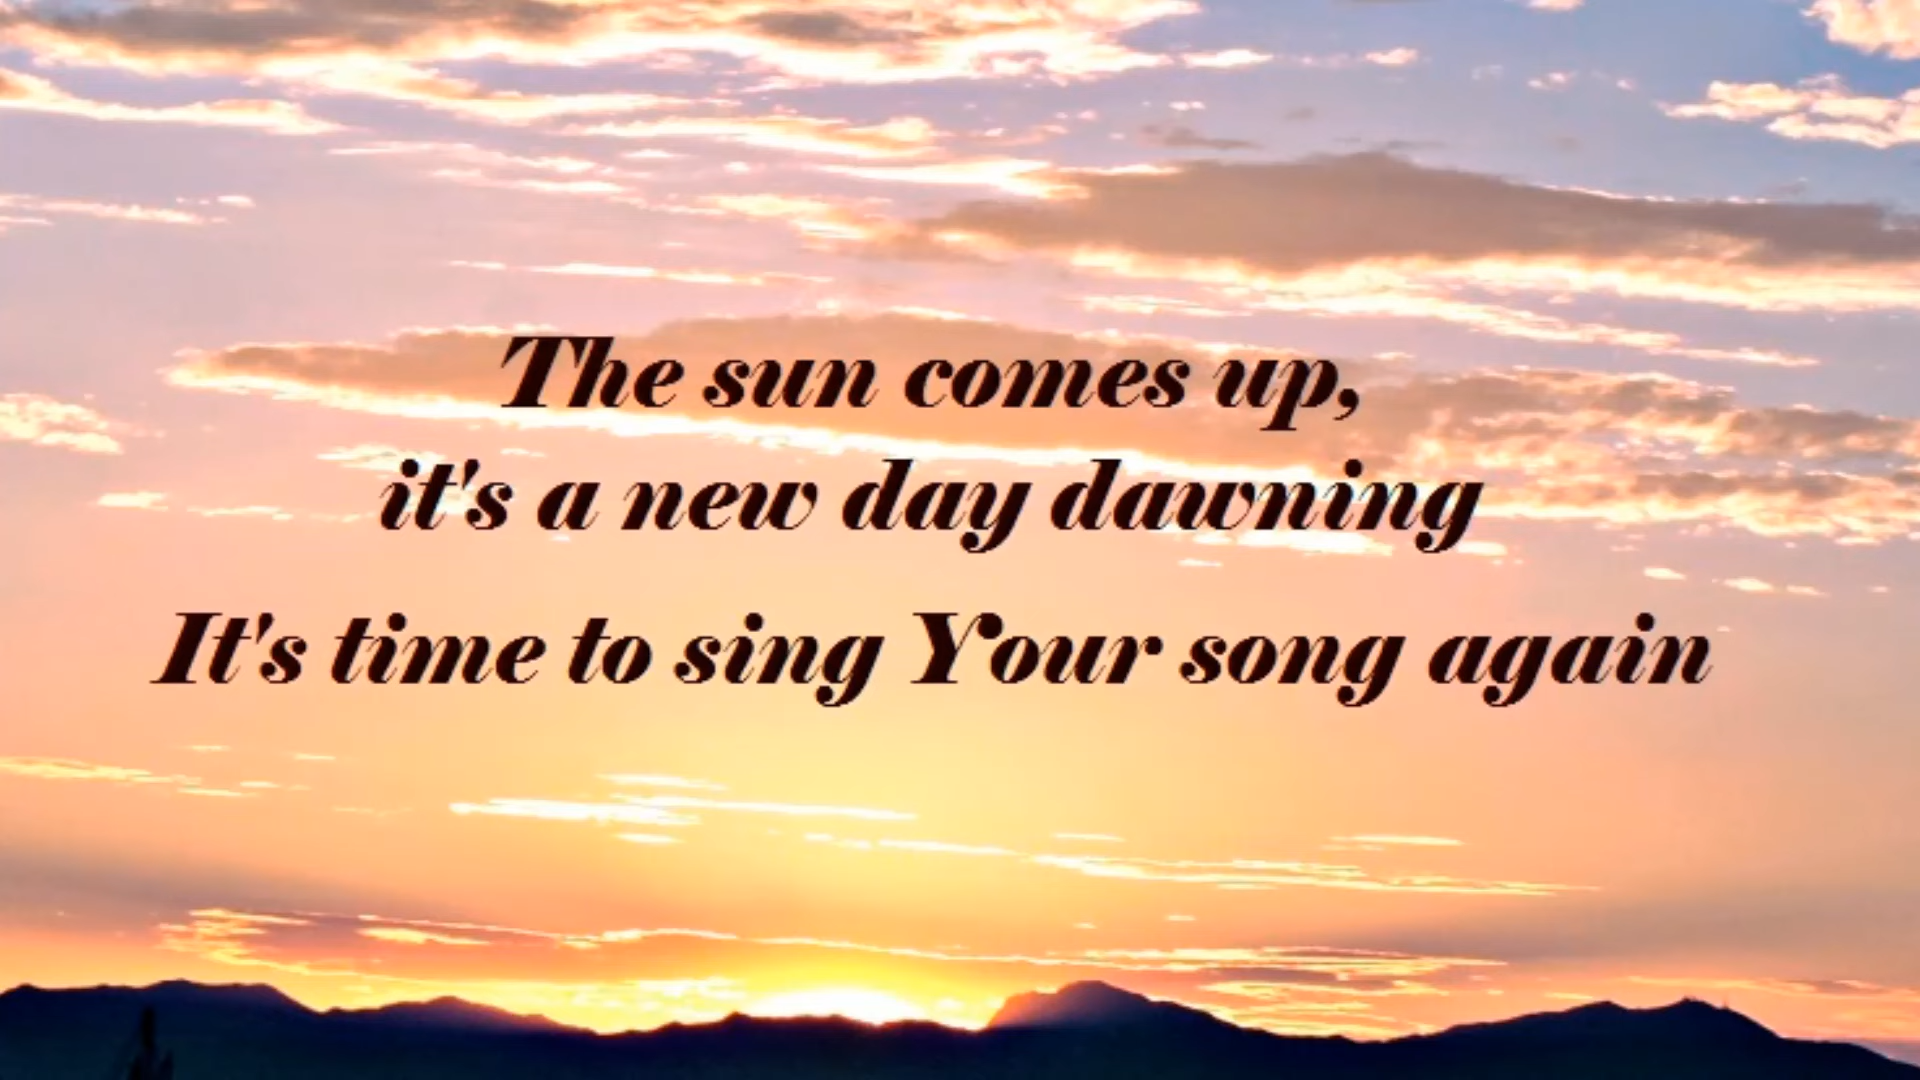 The sun comes up,
it's a new day dawning
It's time to sing Your song again